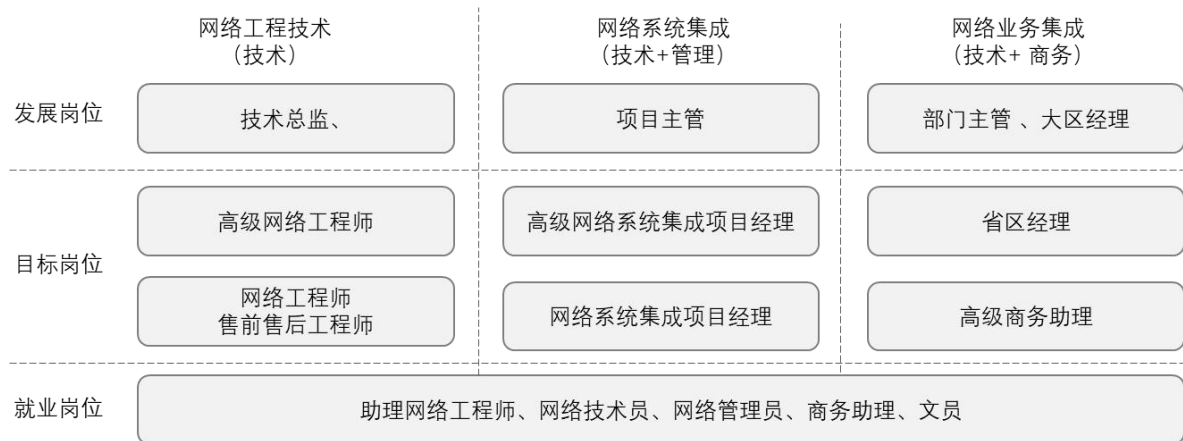 网络工程技术
（技术）
网络系统集成
（技术+管理）
网络业务集成
（技术+ 商务）
发展岗位
技术总监、
项目主管
部门主管 、大区经理
目标岗位
高级网络工程师
高级网络系统集成项目经理
省区经理
网络工程师
售前售后工程师
网络系统集成项目经理
高级商务助理
就业岗位
助理网络工程师、网络技术员、网络管理员、商务助理、文员